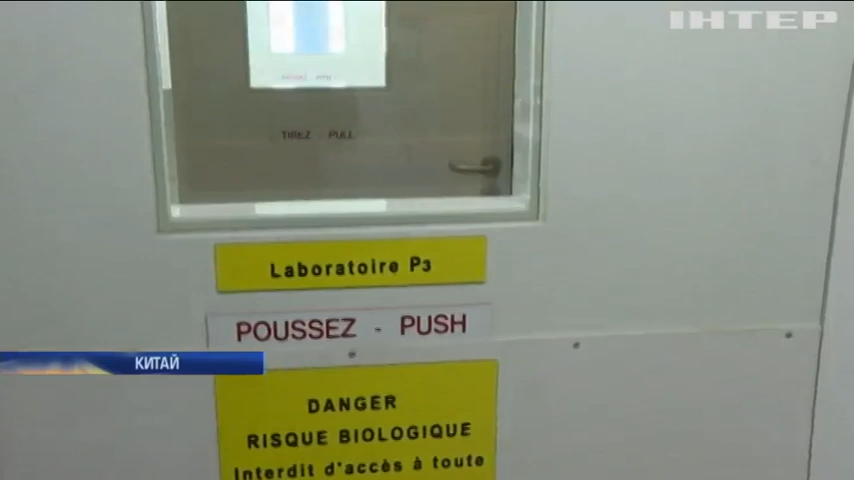 ІНТЕР
TIREZ - PULL
Laboratoire P3
POUSSEZ - PUSH
КИТАЙ
DANGER
RISQUE BIOLOGIQUE
Interdit d'accès à toute